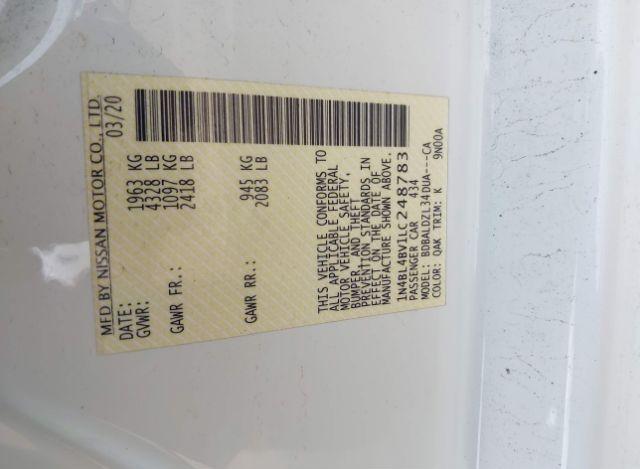 MFD BY NISSAN MOTOR CO., LTD.
DATE: 03/20
GVWR: 1963 KG
4328 LB
GAWR FR.: 1097 KG
2418 LB
GAWR RR.: 945 KG
2083 LB
THIS VEHICLE CONFORMS TO
ALL APPLICABLE FEDERAL
MOTOR VEHICLE SAFETY,
BUMPER, AND THEFT
PREVENTION STANDARDS IN
EFFECT ON THE DATE OF
MANUFACTURE SHOWN ABOVE.
1N4BL4BV1LC248783
PASSENGER CAR 434
MODEL: BDBALDZL34DUA---CA
COLOR: QAK TRIM: K 9N00A